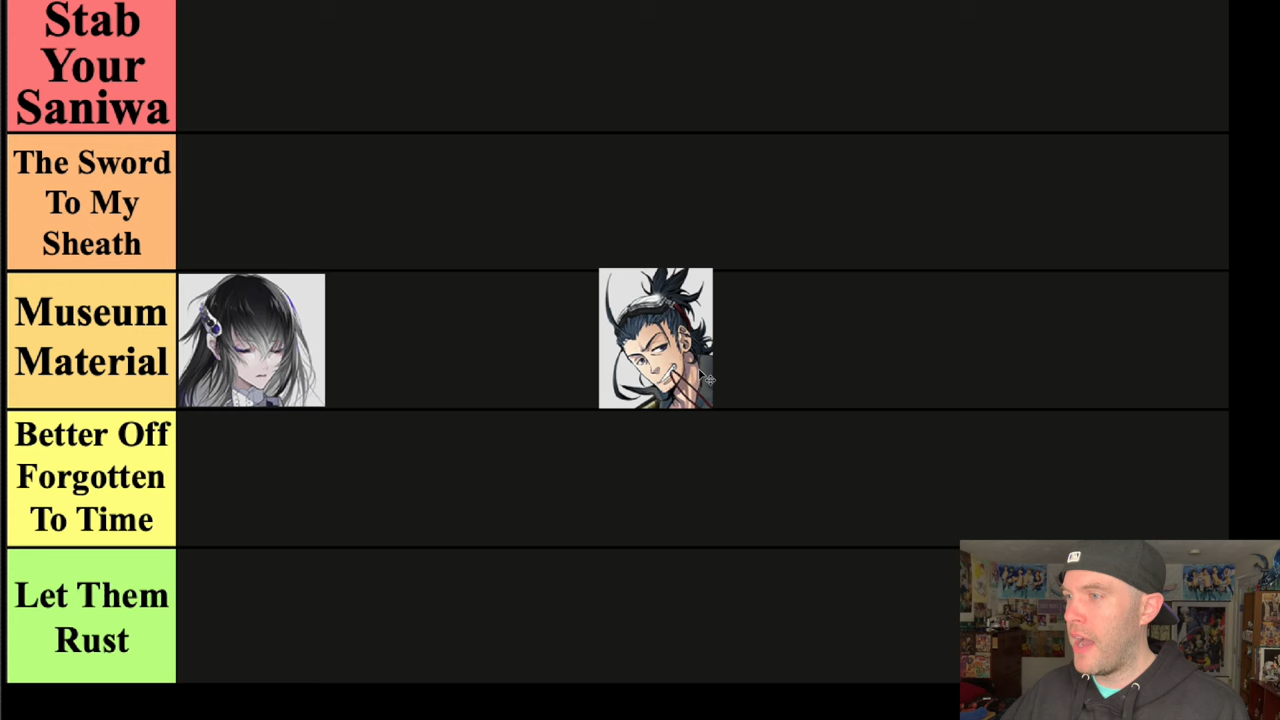 Stab
Your
Saniwa
The Sword
To My
Sheath
Museum
Material
Better Off
Forgotten
To Time
Let Them
Rust